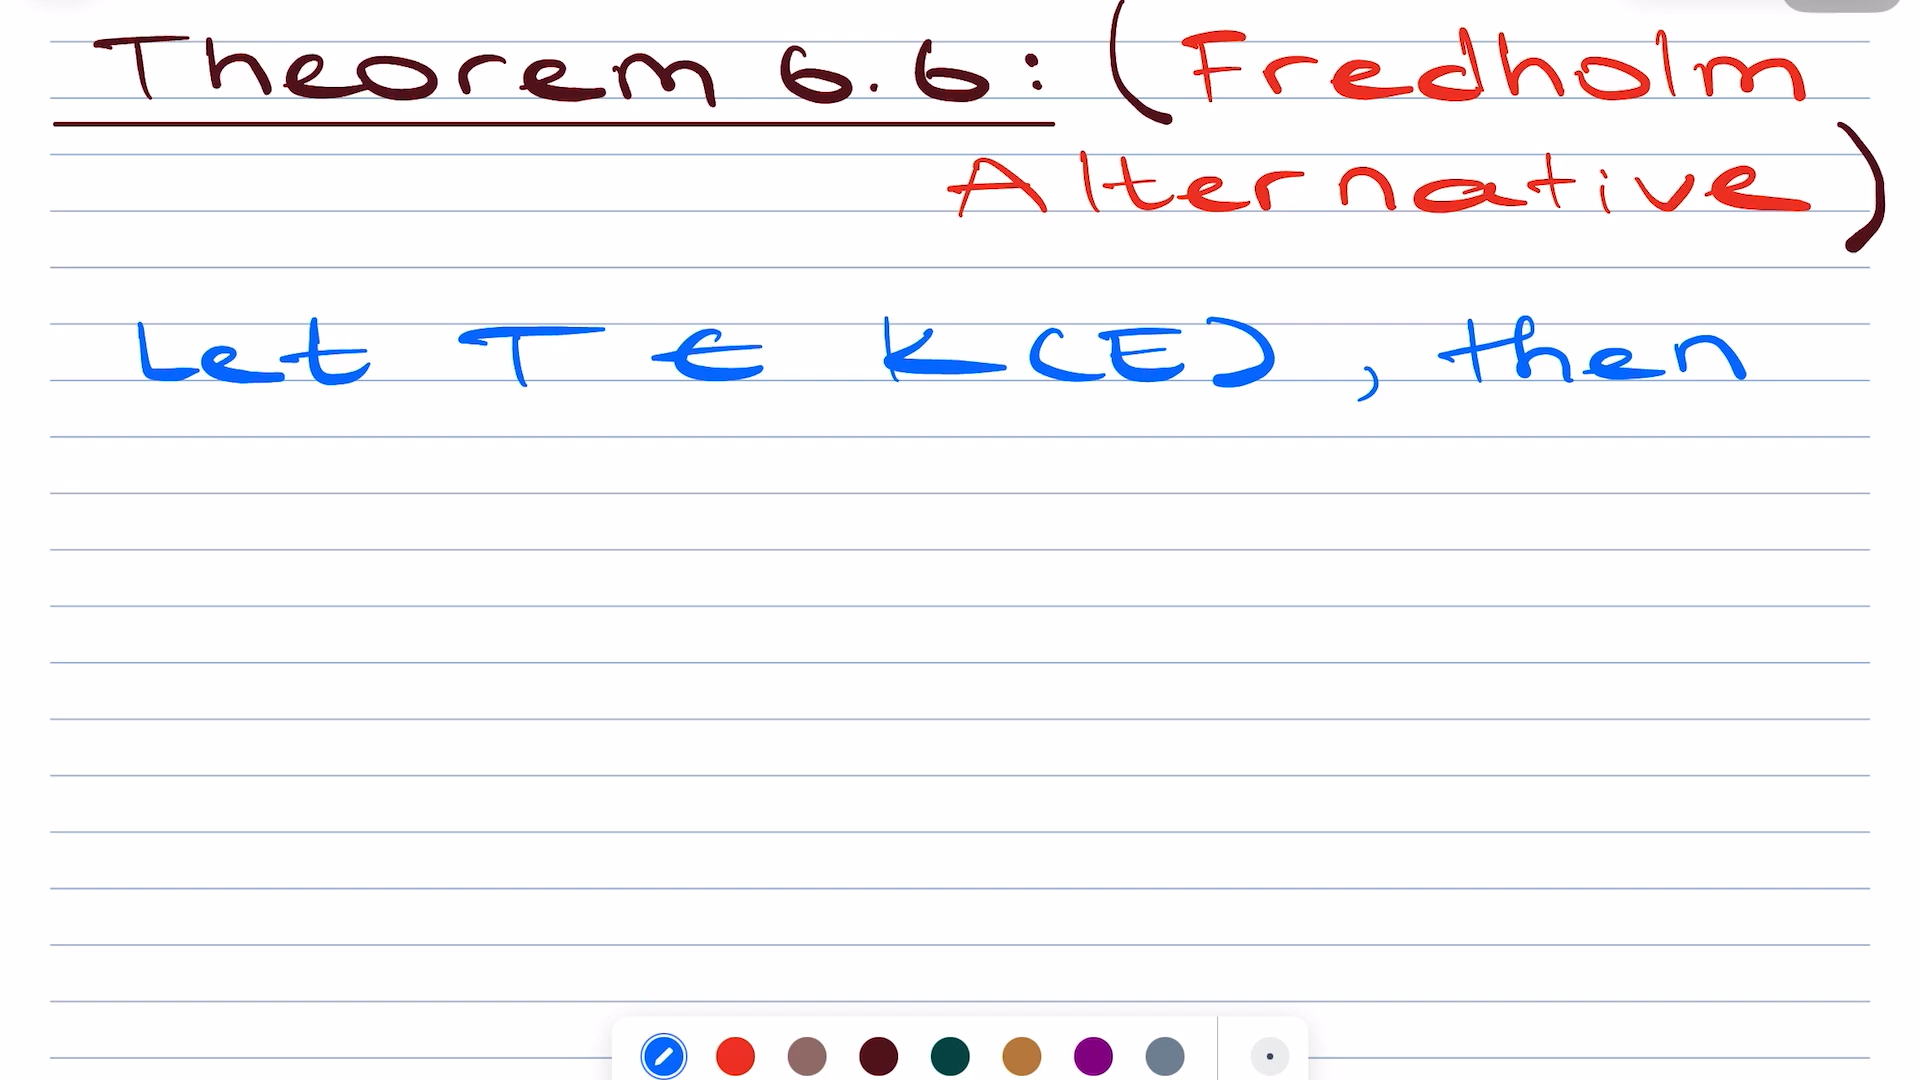 Theorem 6.6: (Fredholm
Alternative)
Let T ∈ K(E), then